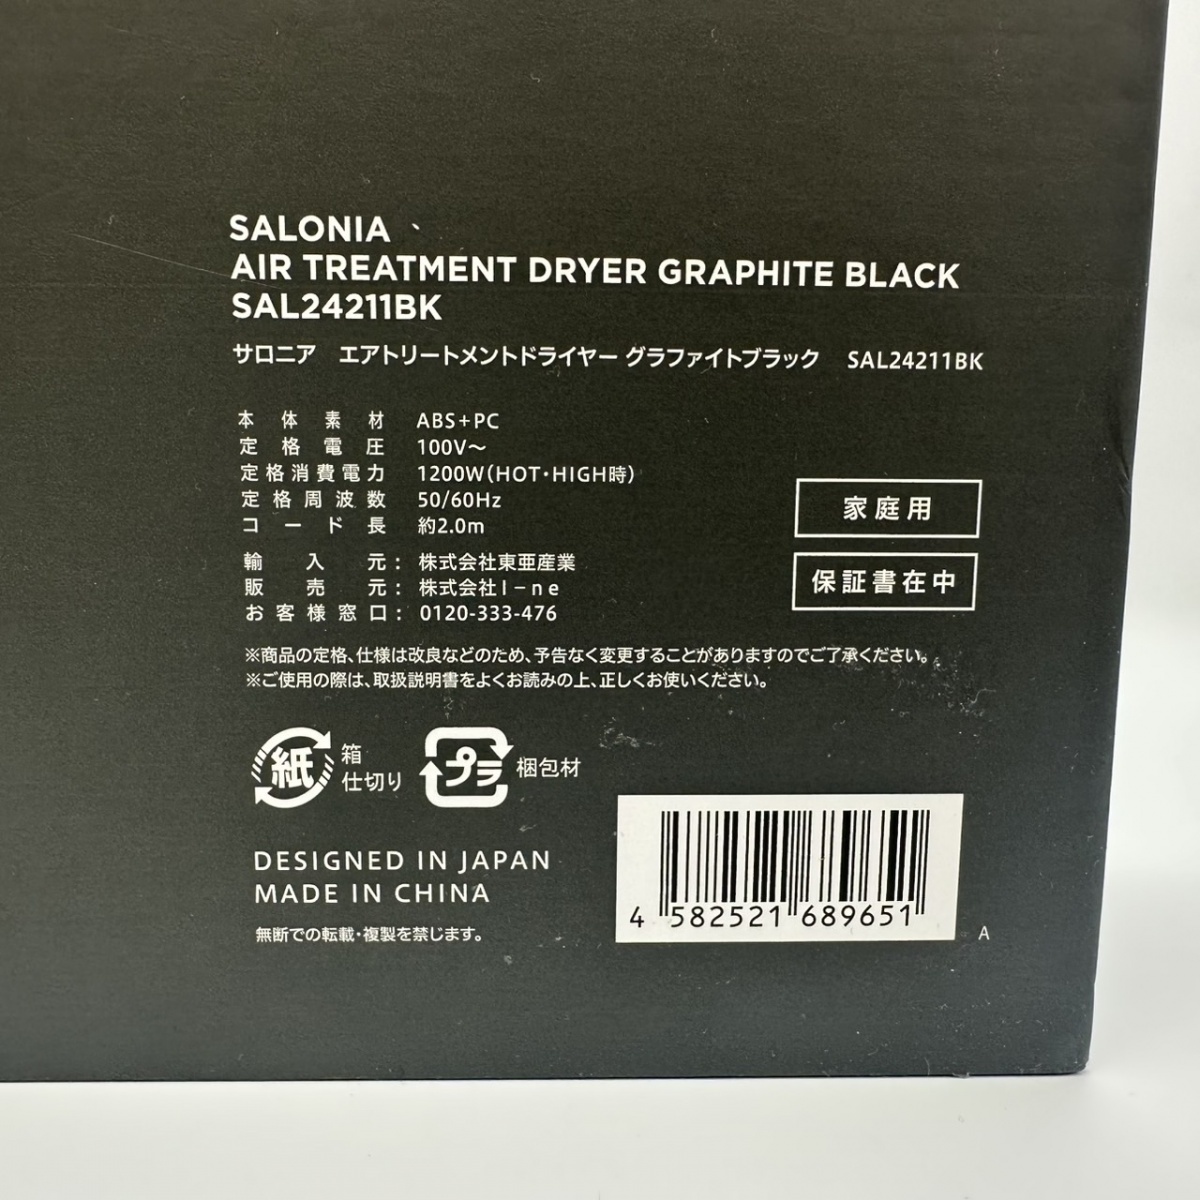 SALONIA
AIR TREATMENT DRYER GRAPHITE BLACK
SAL24211BK
サロニア　エアトリートメントドライヤー グラファイトブラック　SAL24211BK
本体素材　ABS+PC
定格電圧　100V～
定格消費電力　1200W(HOT・HIGH時)
定格周波数　50/60Hz
コード長　約2.0m
輸入元：株式会社東亜産業
販売元：株式会社I-ne
お客様窓口：0120-333-476
家庭用
保証書在中
※商品の定格、仕様は改良などのため、予告なく変更することがありますのでご了承ください。
※ご使用の際は、取扱説明書をよくお読みの上、正しくお使いください。
紙 箱 仕切り
プラ 梱包材
DESIGNED IN JAPAN
MADE IN CHINA
無断での転載・複製を禁じます。
4 582521 689651
A